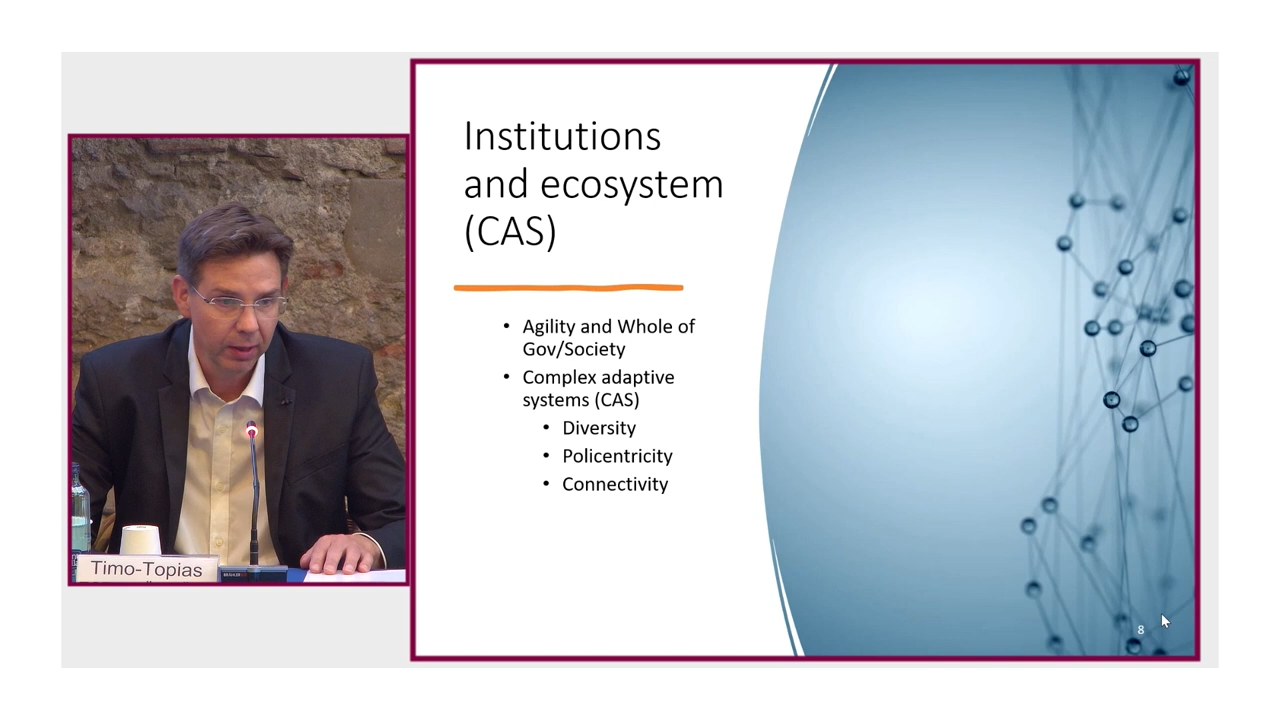 Institutions
and ecosystem
(CAS)
• Agility and Whole of
Gov/Society
• Complex adaptive
systems (CAS)
• Diversity
• Policentricity
• Connectivity
8
Timo-Topias